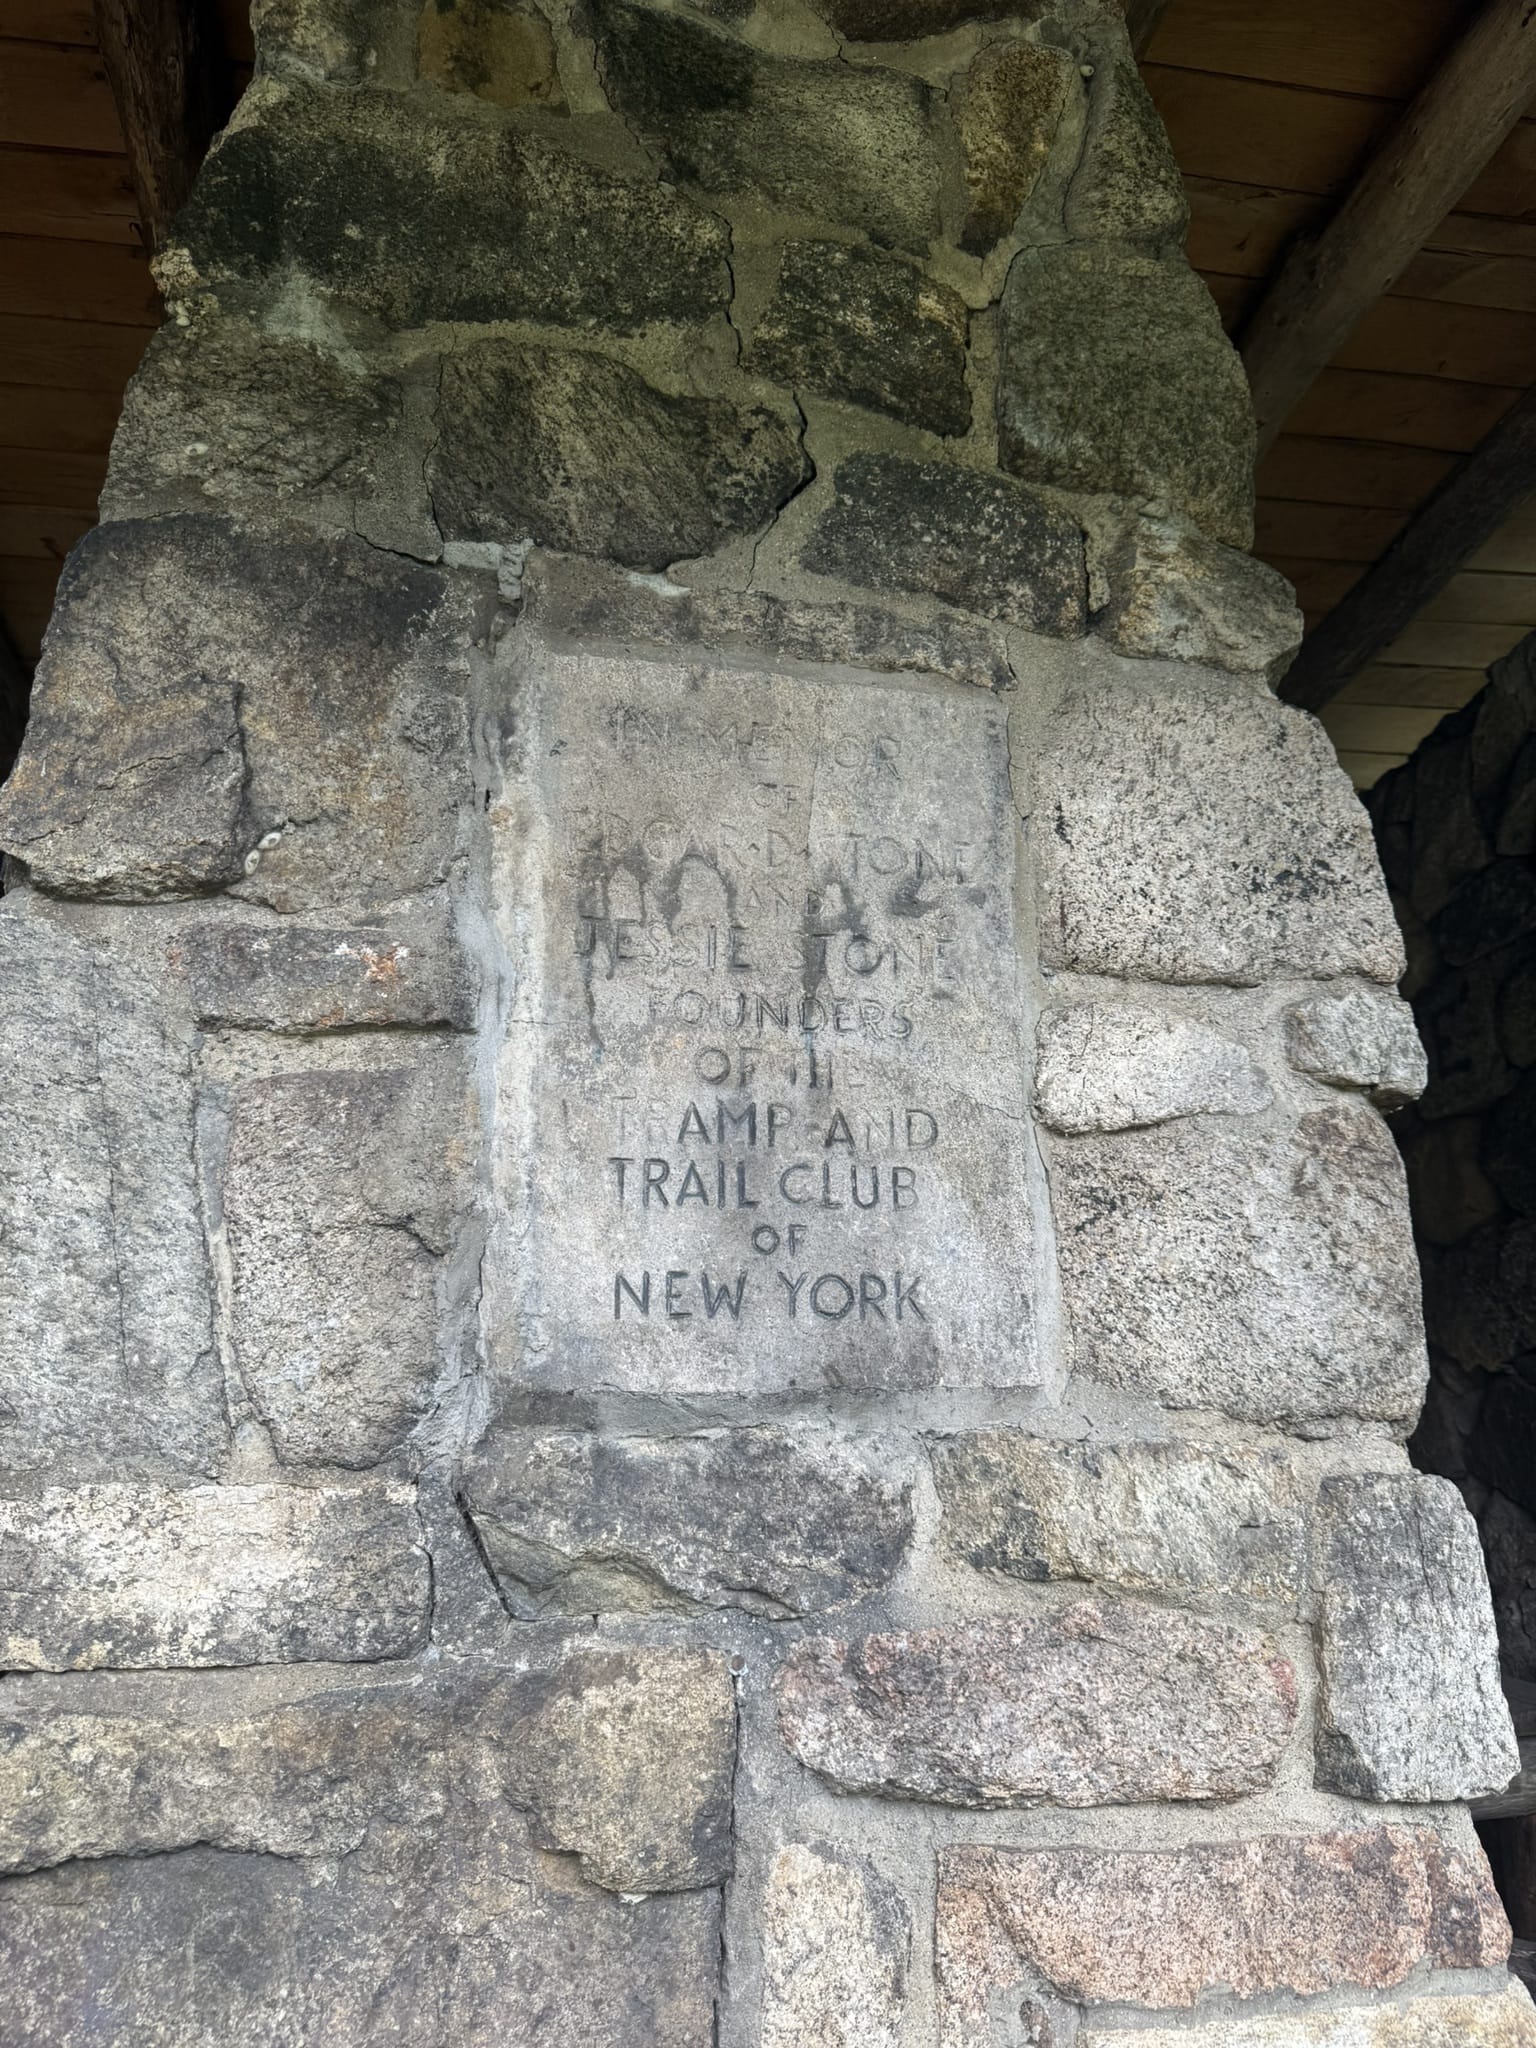 IN MEMORY
OF
EDGAR·D·STONE
AND
JESSIE STONE
FOUNDERS
OF THE
TRAMP AND
TRAIL CLUB
OF
NEW YORK